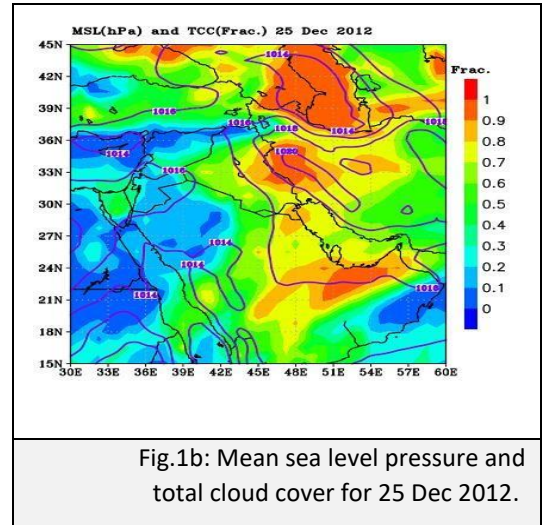 MSL(hPa) and TCC(Frac.) 25 Dec 2012
45N
42N
39N
36N
33N
30N
27N
24N
21N
18N
15N
30E 33E 36E 39E 42E 45E 48E 51E 54E 57E 60E
1014
1016
1016
1018
1014
1018
1014
1020
1016
1014
1014
1014
1018
Frac.
1
0.9
0.8
0.7
0.6
0.5
0.4
0.3
0.2
0.1
0
Fig.1b: Mean sea level pressure and
total cloud cover for 25 Dec 2012.